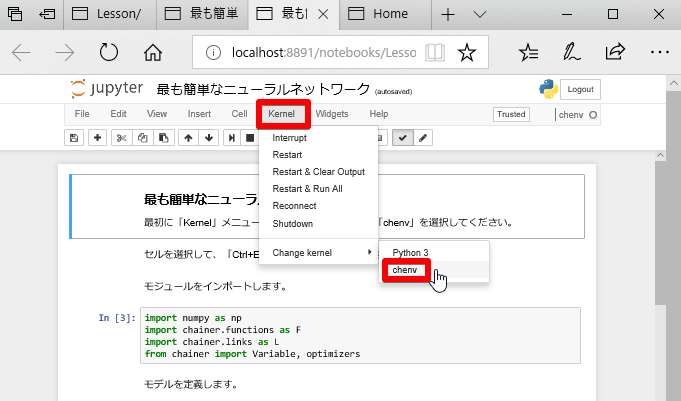 Lesson/ 最も簡単 最も Home
localhost:8891/notebooks/Lesso
jupyter 最も簡単なニューラルネットワーク (autosaved) Logout
File Edit View Insert Cell Kernel Widgets Help Trusted chenv
Interrupt
Restart
Restart & Clear Output
Restart & Run All
Reconnect
Shutdown
Change kernel
Python 3
chenv
最も簡単なニューラル
最初に「Kernel」メニュー 「chenv」を選択してください。
セルを選択して、「Ctrl+E
モジュールをインポートします。
In [3]: import numpy as np
import chainer.functions as F
import chainer.links as L
from chainer import Variable, optimizers
モデルを定義します。